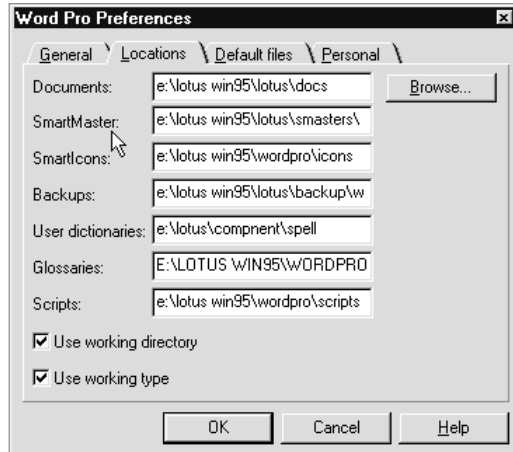 Word Pro Preferences
General Locations Default files Personal
Documents: e:\lotus win95\lotus\docs Browse...
SmartMaster: e:\lotus win95\lotus\smasters\
SmartIcons: e:\lotus win95\wordpro\icons
Backups: e:\lotus win95\lotus\backup\w
User dictionaries: e:\lotus\compnent\spell
Glossaries: E:\LOTUS WIN95\WORDPRO
Scripts: e:\lotus win95\wordpro\scripts
Use working directory
Use working type
OK Cancel Help